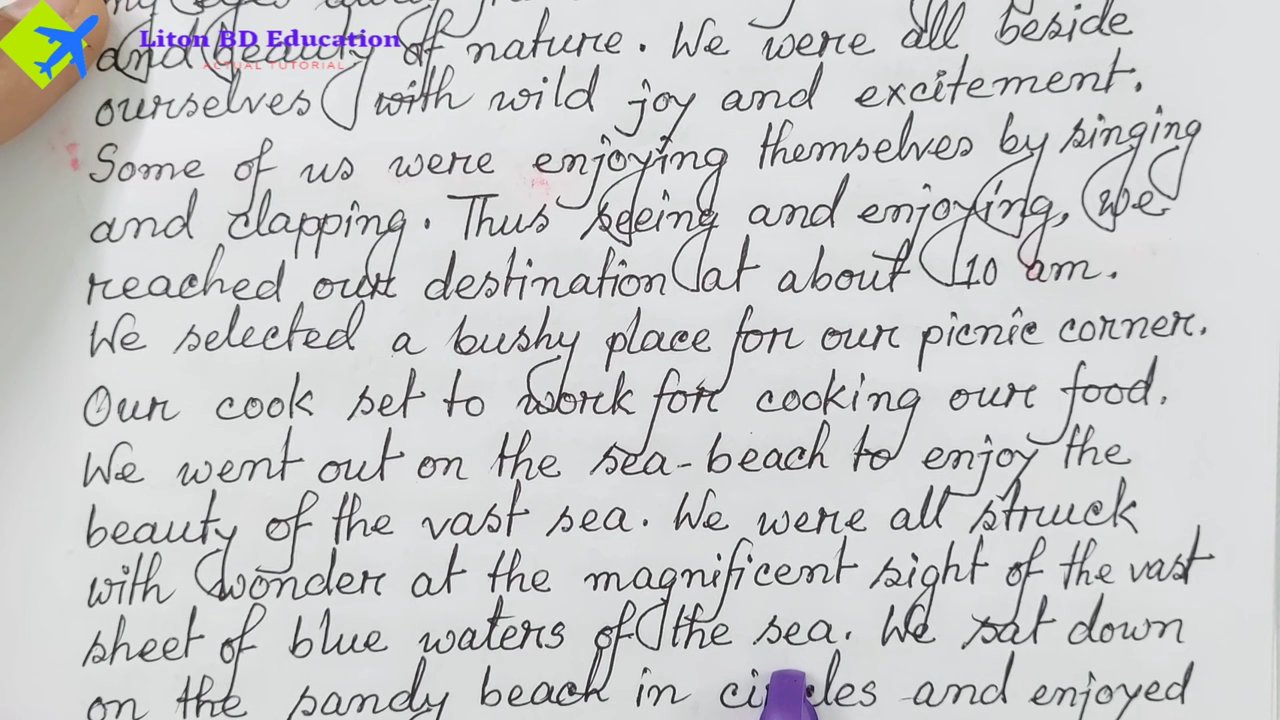 my eyes
Liton BD Education
ACTUAL TUTORIAL
and beauty of nature. We were all beside
ourselves with wild joy and excitement.
Some of us were enjoying themselves by singing
and clapping. Thus seeing and enjoying, we
reached our destination at about 10 am.
We selected a bushy place for our picnic corner.
Our cook set to work for cooking our food.
We went out on the sea-beach to enjoy the
beauty of the vast sea. We were all struck
with wonder at the magnificent sight of the vast
sheet of blue waters of the sea. We sat down
on the sandy beach in circles and enjoyed